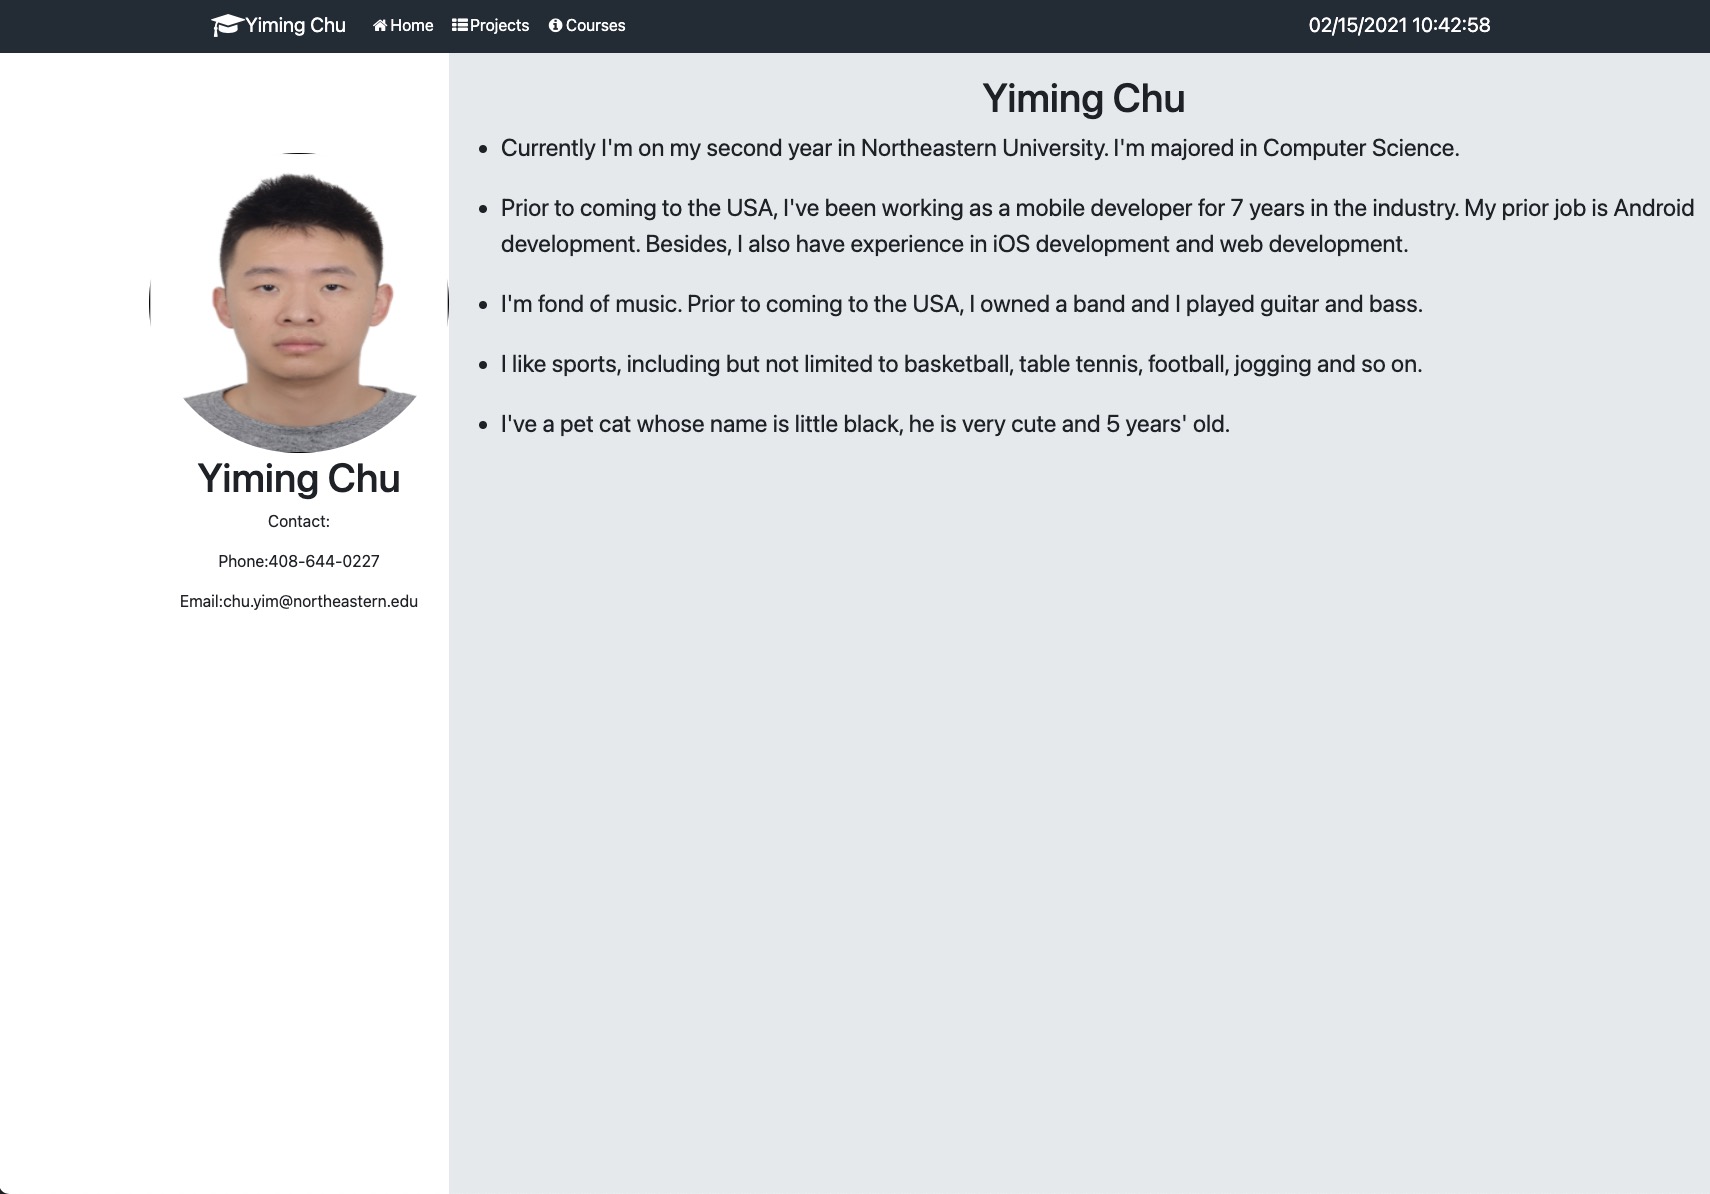 Yiming Chu Home Projects Courses 02/15/2021 10:42:58
Yiming Chu
Contact:
Phone:408-644-0227
Email:chu.yim@northeastern.edu
Yiming Chu
• Currently I'm on my second year in Northeastern University. I'm majored in Computer Science.
• Prior to coming to the USA, I've been working as a mobile developer for 7 years in the industry. My prior job is Android
development. Besides, I also have experience in iOS development and web development.
• I'm fond of music. Prior to coming to the USA, I owned a band and I played guitar and bass.
• I like sports, including but not limited to basketball, table tennis, football, jogging and so on.
• I've a pet cat whose name is little black, he is very cute and 5 years' old.